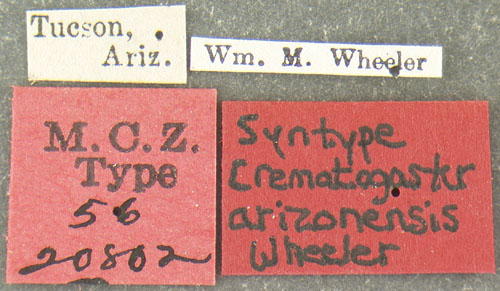 Tucson,
Ariz.
Wm. M. Wheeler
M.C.Z.
Type
56
20802
Syntype
Crematogaster
arizonensis
Wheeler